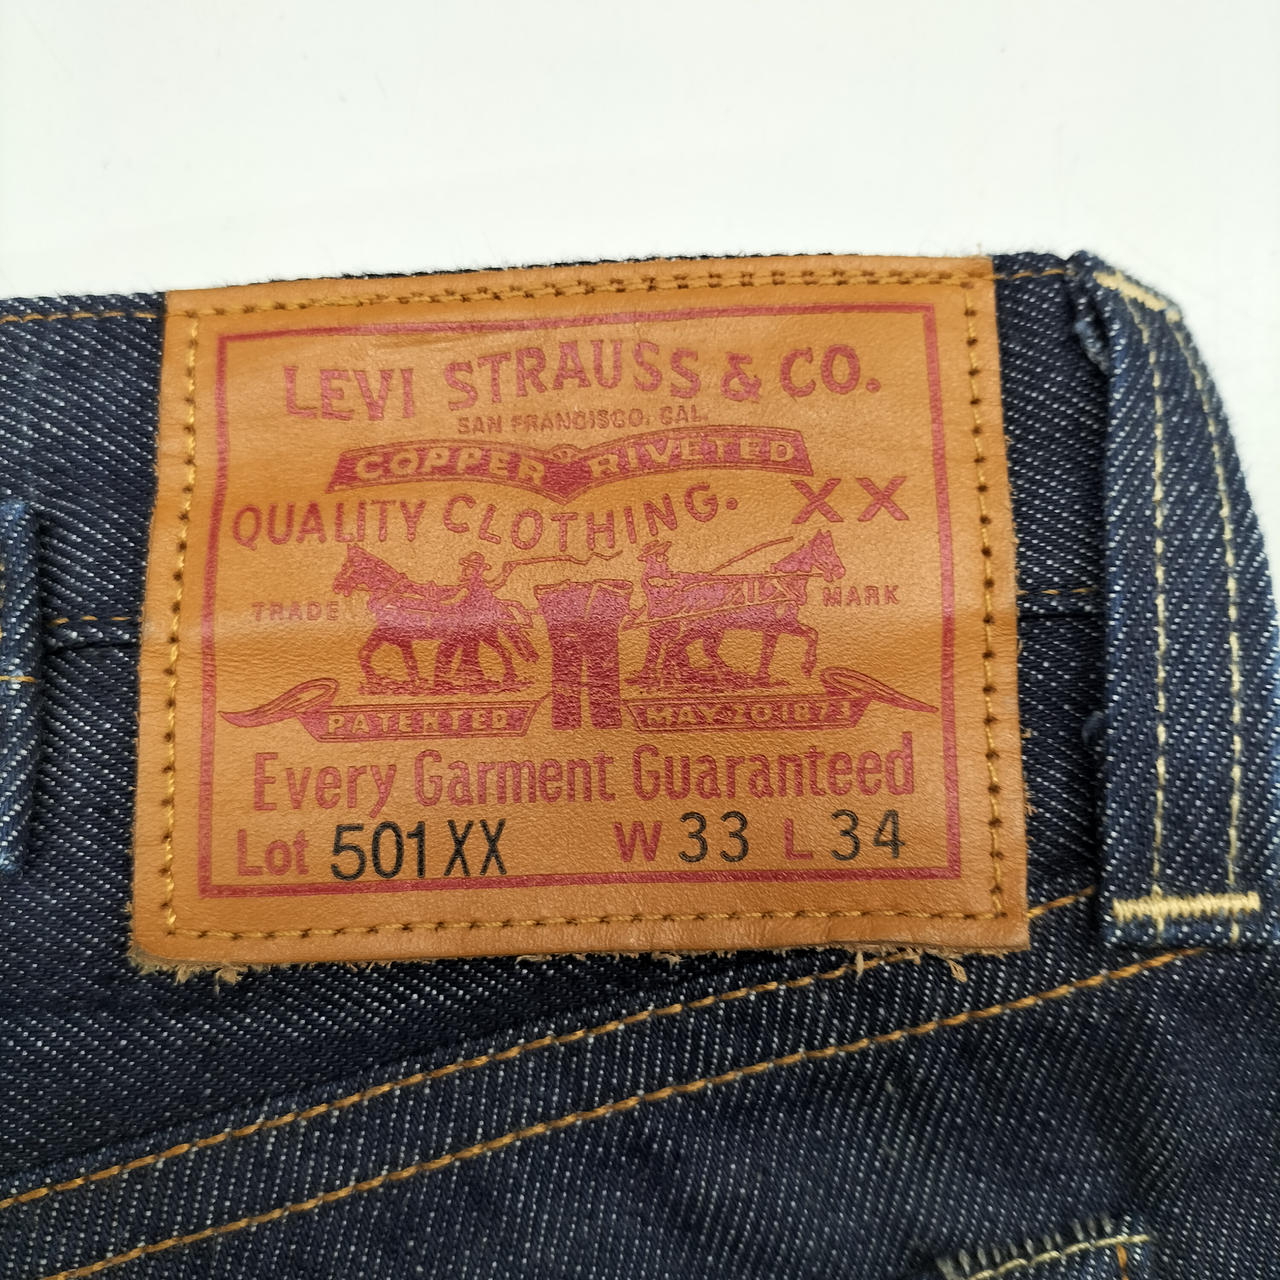 LEVI STRAUSS & CO.
SAN FRANCISCO, CAL.
COPPER RIVETED
QUALITY CLOTHING. XX
TRADE MARK
PATENTED MAY 20 1873
Every Garment Guaranteed
Lot 501XX W 33 L 34